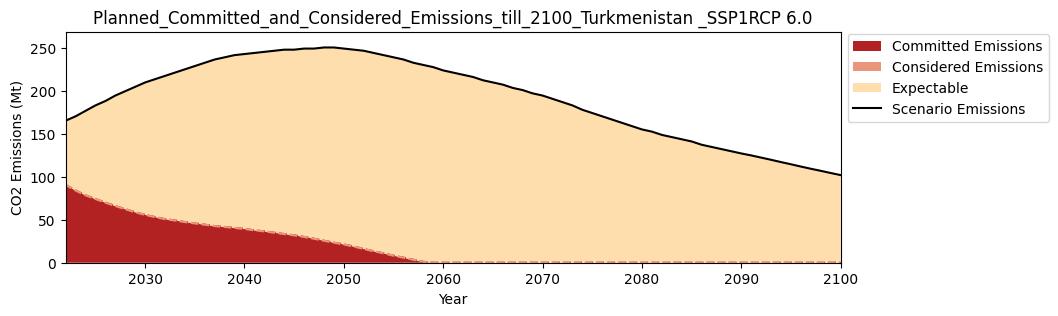 Planned_Committed_and_Considered_Emissions_till_2100_Turkmenistan _SSP1RCP 6.0
CO2 Emissions (Mt)
250
200
150
100
50
0
2030 2040 2050 2060 2070 2080 2090 2100
Year
Committed Emissions
Considered Emissions
Expectable
Scenario Emissions